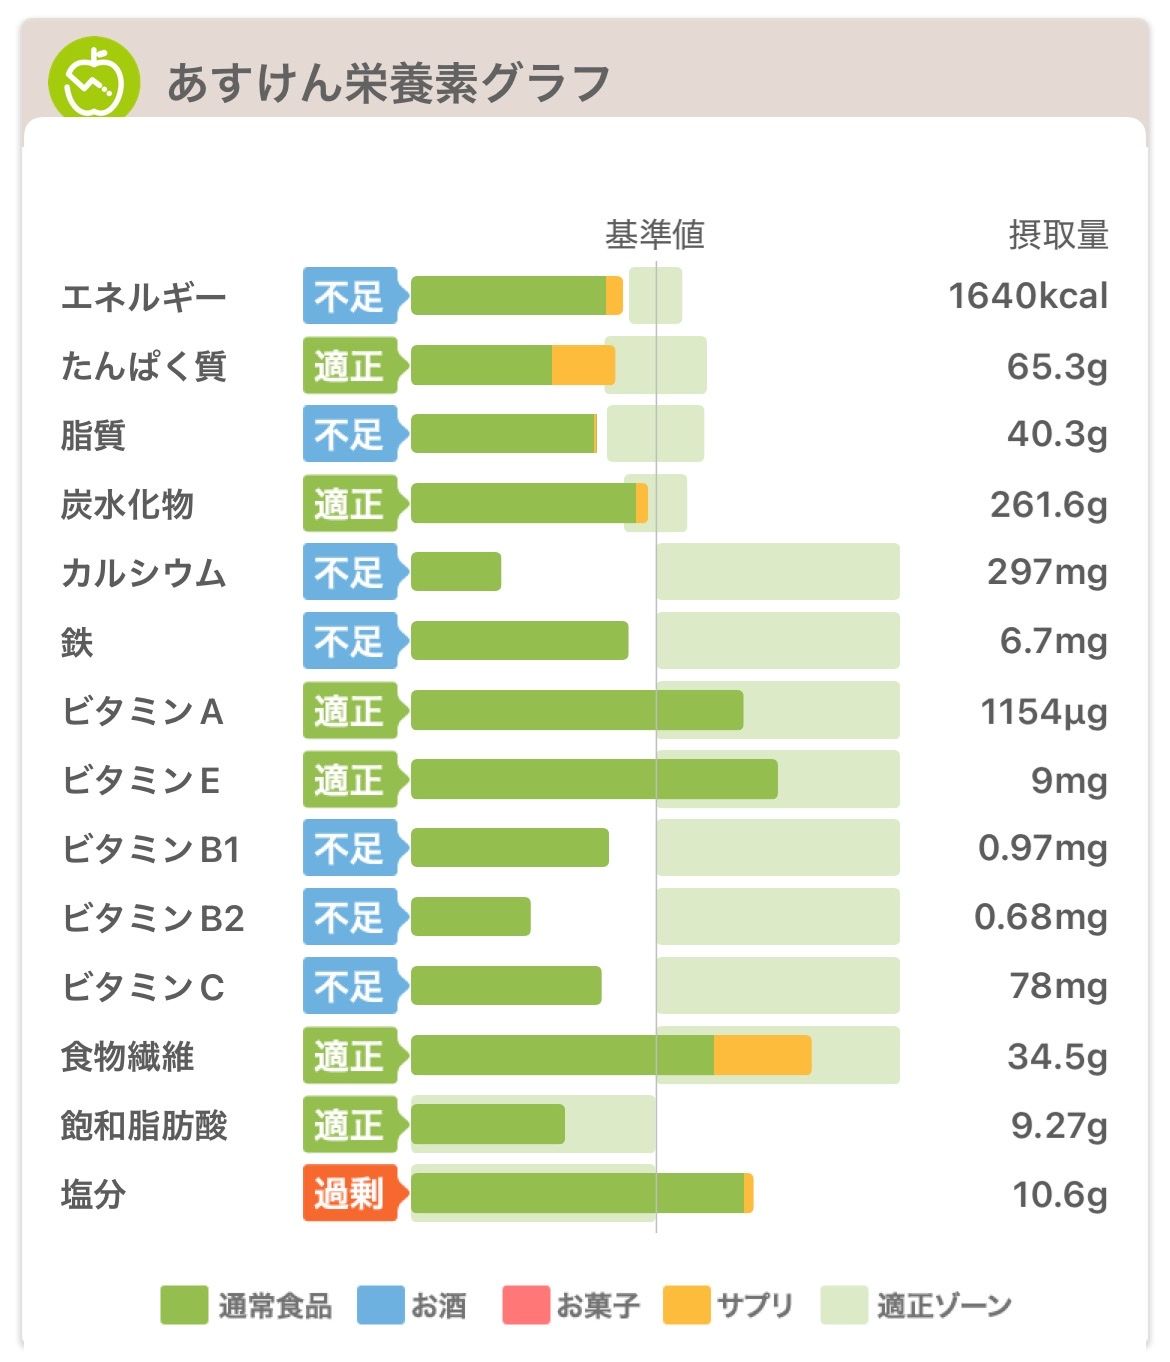 あすけん栄養素グラフ
基準値 摂取量
エネルギー 不足 1640kcal
たんぱく質 適正 65.3g
脂質 不足 40.3g
炭水化物 適正 261.6g
カルシウム 不足 297mg
鉄 不足 6.7mg
ビタミンA 適正 1154μg
ビタミンE 適正 9mg
ビタミンB1 不足 0.97mg
ビタミンB2 不足 0.68mg
ビタミンC 不足 78mg
食物繊維 適正 34.5g
飽和脂肪酸 適正 9.27g
塩分 過剰 10.6g
通常食品 お酒 お菓子 サプリ 適正ゾーン